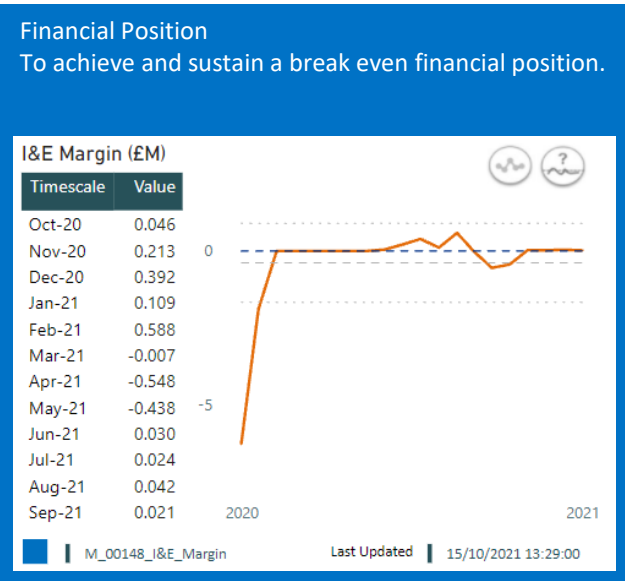 Financial Position
To achieve and sustain a break even financial position.
I&E Margin (£M)
?
Timescale Value
Oct-20 0.046
Nov-20 0.213
Dec-20 0.392
Jan-21 0.109
Feb-21 0.588
Mar-21 -0.007
Apr-21 -0.548
May-21 -0.438
Jun-21 0.030
Jul-21 0.024
Aug-21 0.042
Sep-21 0.021
0
-5
2020 2021
M_00148_I&E_Margin
Last Updated 15/10/2021 13:29:00